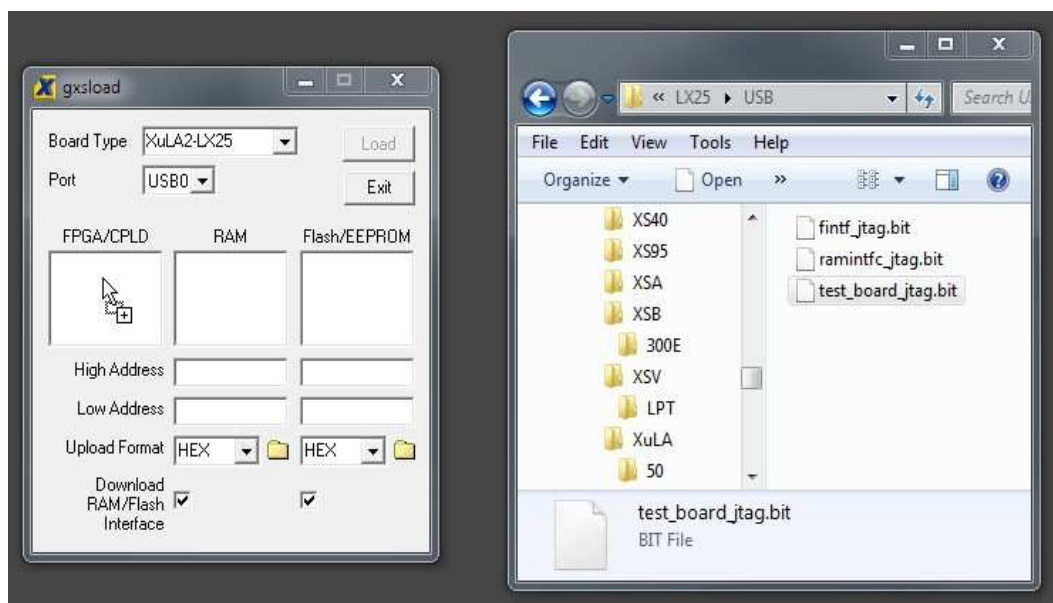 gxsload
Board Type XuLA2-LX25 Load
Port USB0 Exit
FPGA/CPLD RAM Flash/EEPROM
High Address
Low Address
Upload Format HEX HEX
Download
RAM/Flash
Interface
« LX25 USB Search
File Edit View Tools Help
Organize Open »
XS40
XS95
XSA
XSB
300E
XSV
LPT
XuLA
50
fintf_jtag.bit
ramintfc_jtag.bit
test_board_jtag.bit
test_board_jtag.bit
BIT File